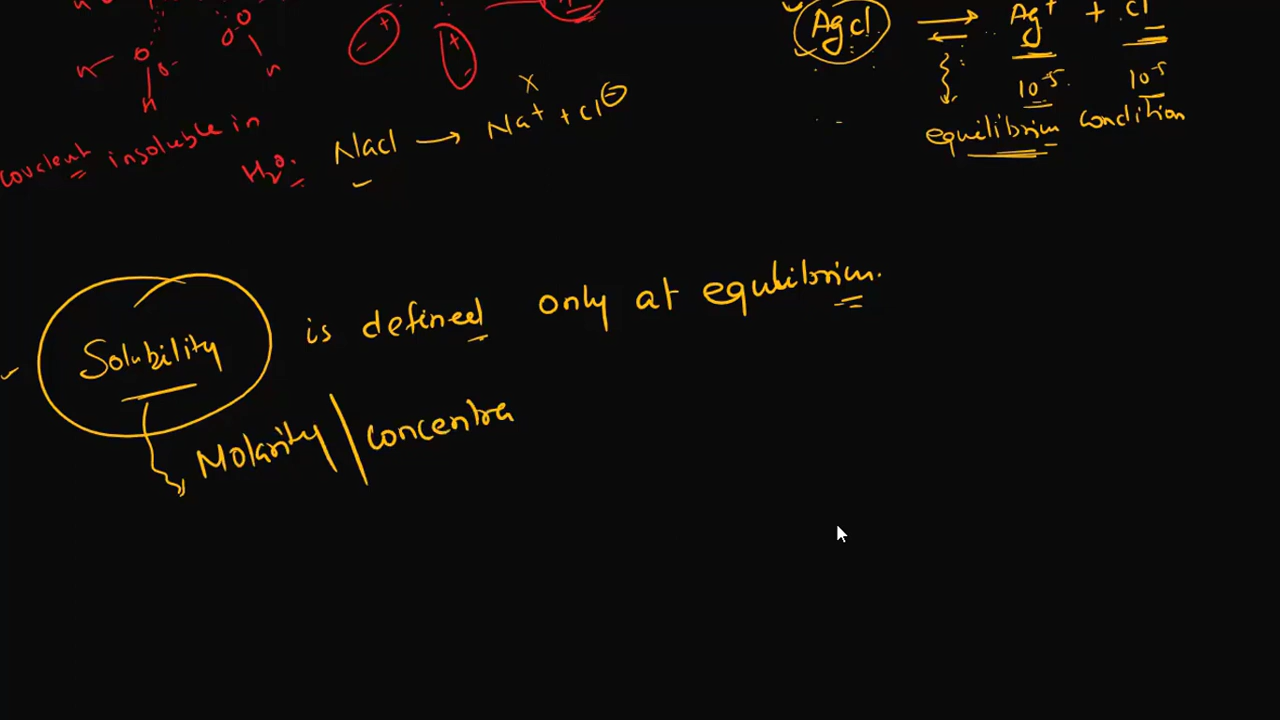 AgCl ⇌ Ag+ + Cl-
10-5 10-5
equilibrium condition
covalent insoluble in
H2O.
NaCl → Na+ + Cl⊖
Solubility is defined only at equilibrium.
Molarity | concentra